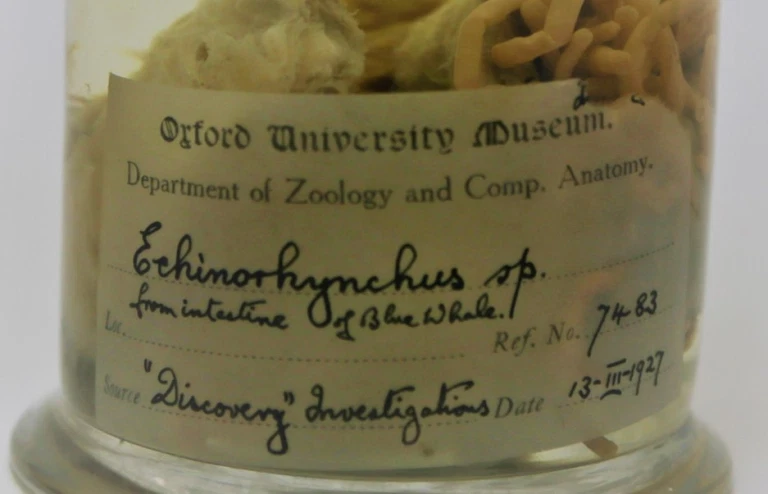 Oxford University Museum.
Department of Zoology and Comp. Anatomy.
Echinorhynchus sp.
from intestine of Blue Whale.
Loc. Ref. No. 7483
Source "Discovery" Investigations Date 13-III-1927